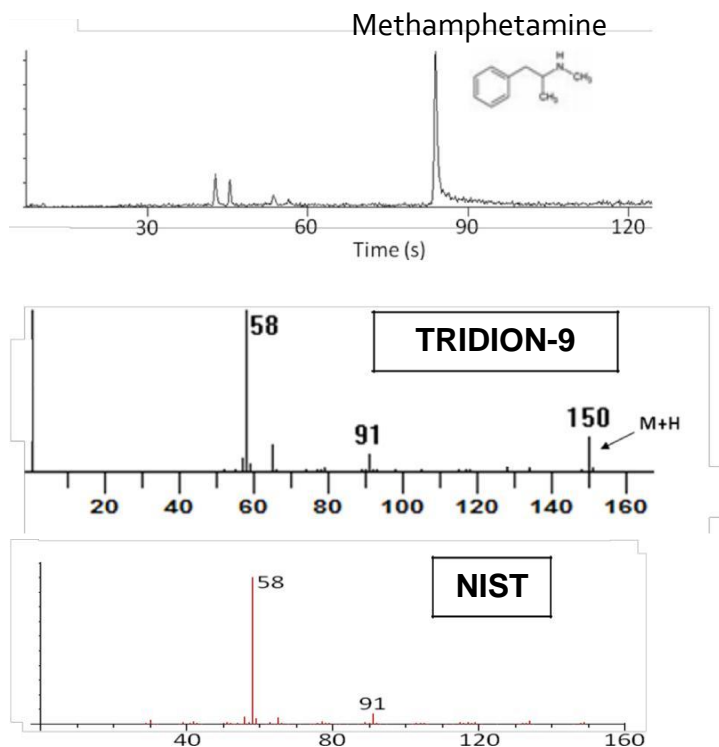 Methamphetamine
H
N
CH₃
CH₃
30 60 90 120
Time (s)
58
TRIDION-9
91
150
M+H
20 40 60 80 100 120 140 160
58
NIST
91
40 80 120 160